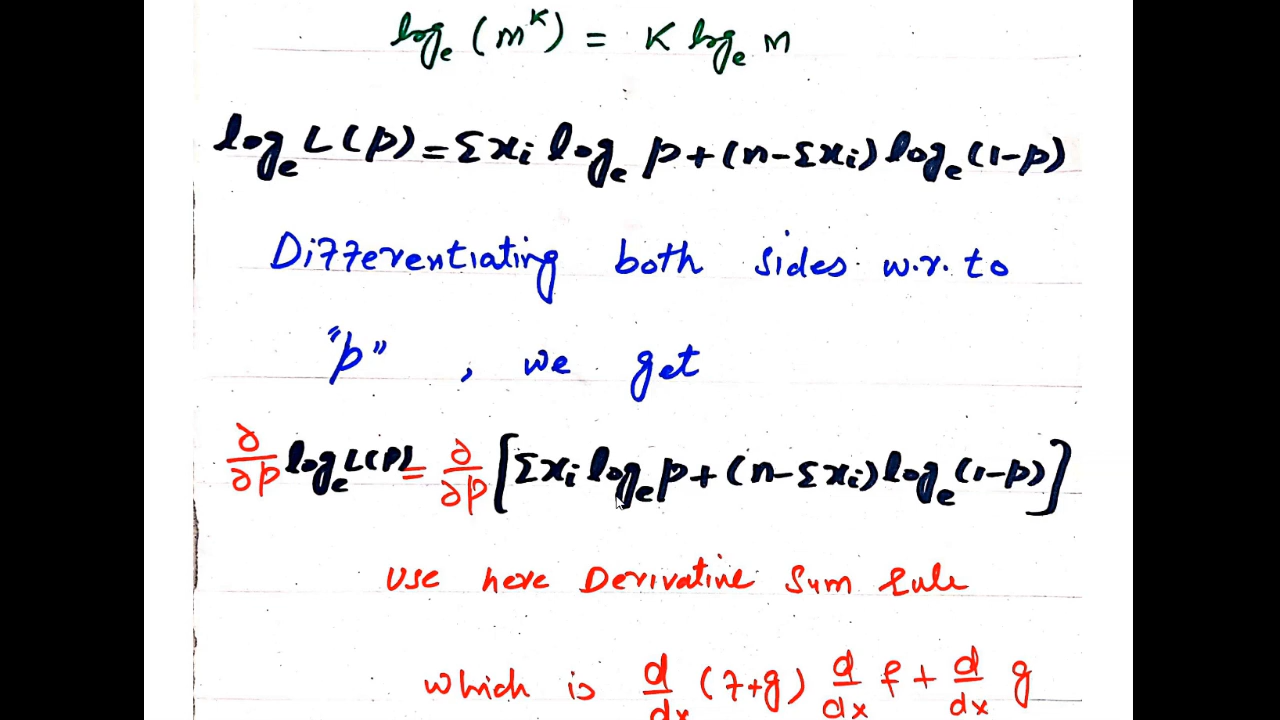 logₑ (m^K) = K logₑ m
logₑ L(p) = Σxᵢ logₑ p + (n-Σxᵢ) logₑ (1-p)
Differentiating both sides w.r. to
"p" , we get
∂/∂p logₑ L(P) = ∂/∂p [Σxᵢ logₑ p + (n-Σxᵢ) logₑ (1-p)]
Use here Derivative Sum Rule
which is d/dx (f+g) d/dx f + d/dx g